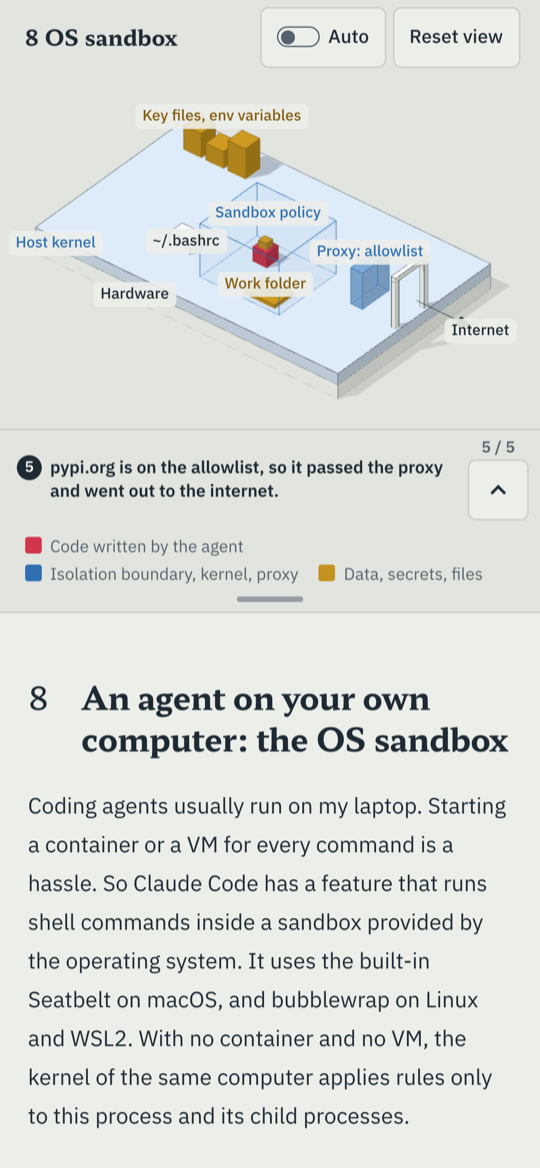 8 OS sandbox
Auto
Reset view
Key files, env variables
Sandbox policy
Host kernel
~/.bashrc
Proxy: allowlist
Work folder
Hardware
Internet
5 / 5
5 pypi.org is on the allowlist, so it passed the proxy
and went out to the internet.
Code written by the agent
Isolation boundary, kernel, proxy
Data, secrets, files
8 An agent on your own
computer: the OS sandbox
Coding agents usually run on my laptop. Starting
a container or a VM for every command is a
hassle. So Claude Code has a feature that runs
shell commands inside a sandbox provided by
the operating system. It uses the built-in
Seatbelt on macOS, and bubblewrap on Linux
and WSL2. With no container and no VM, the
kernel of the same computer applies rules only
to this process and its child processes.